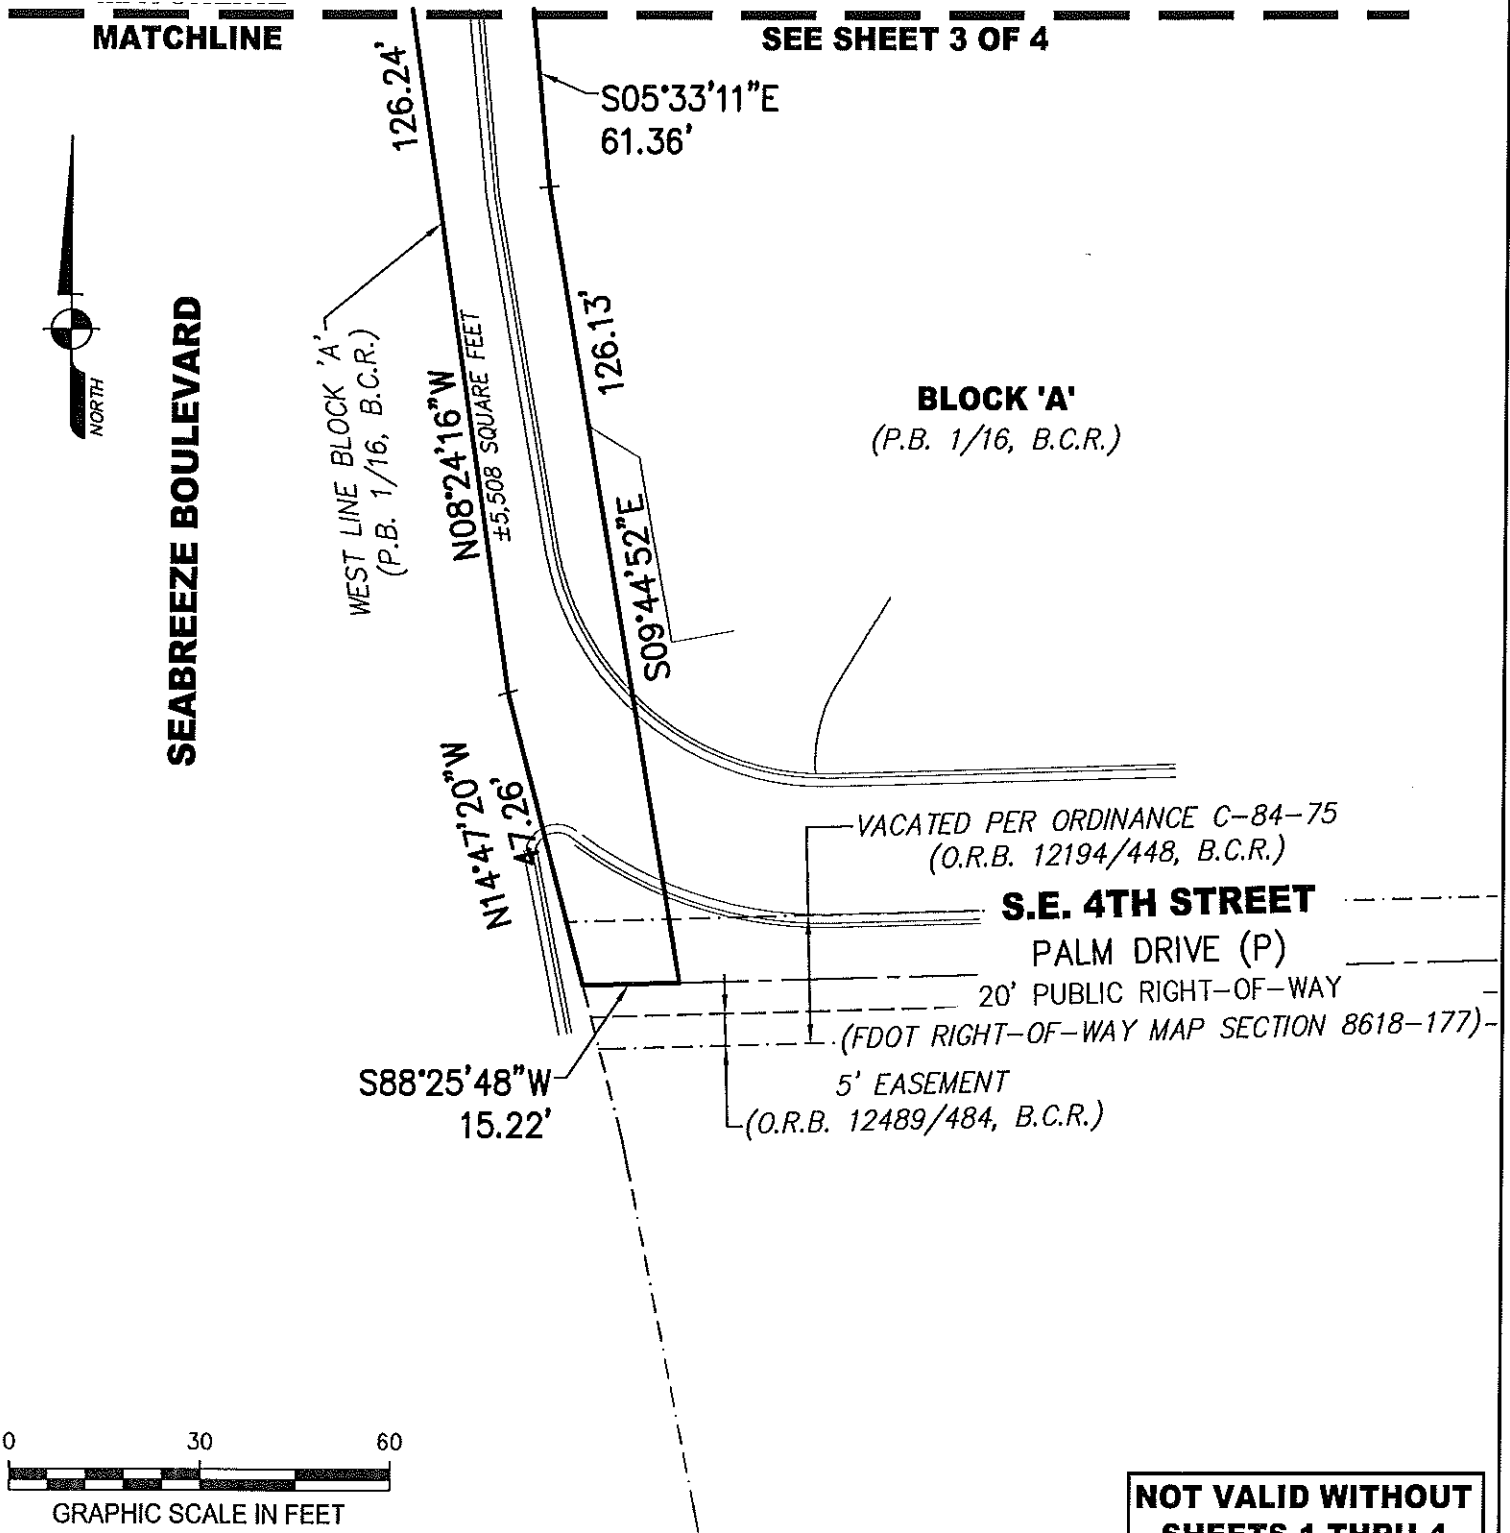 MATCHLINE
SEE SHEET 3 OF 4
126.24'
S05°33'11"E
61.36'
NORTH
SEABREEZE BOULEVARD
WEST LINE BLOCK 'A'
(P.B. 1/16, B.C.R.)
N08°24'16"W
±5,508 SQUARE FEET
126.13'
S09°44'52"E
BLOCK 'A'
(P.B. 1/16, B.C.R.)
N14°47'20"W
47.26'
VACATED PER ORDINANCE C-84-75
(O.R.B. 12194/448, B.C.R.)
S.E. 4TH STREET
PALM DRIVE (P)
20' PUBLIC RIGHT-OF-WAY
(FDOT RIGHT-OF-WAY MAP SECTION 8618-177)
S88°25'48"W
15.22'
5' EASEMENT
(O.R.B. 12489/484, B.C.R.)
0 30 60
GRAPHIC SCALE IN FEET
NOT VALID WITHOUT
SHEETS 1 THRU 4